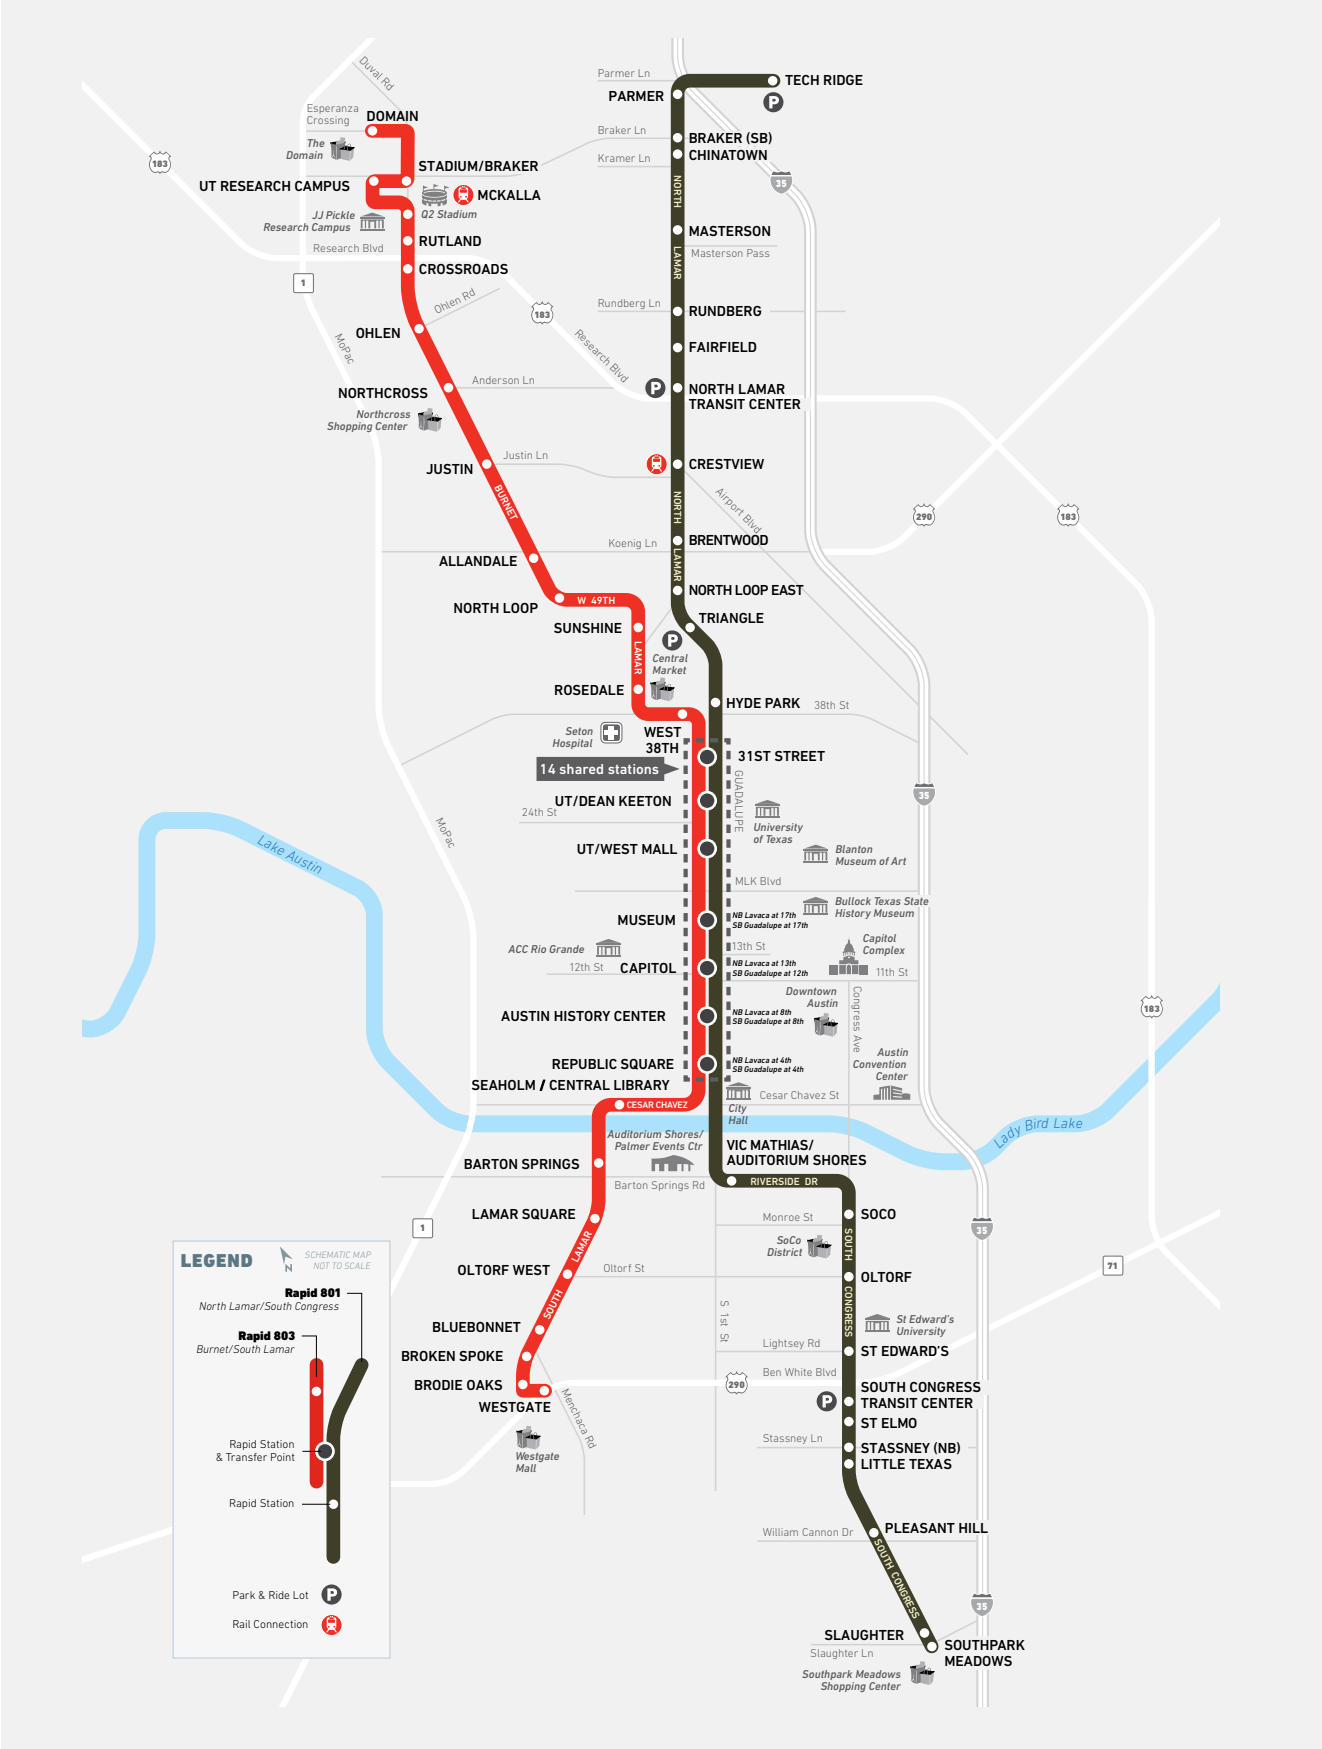 Duval Rd
Parmer Ln
TECH RIDGE
PARMER
P
Esperanza
Crossing
DOMAIN
The
Domain
183
Braker Ln
BRAKER (SB)
Kramer Ln
CHINATOWN
35
STADIUM/BRAKER
UT RESEARCH CAMPUS
MCKALLA
Q2 Stadium
JJ Pickle
Research Campus
NORTH
LAMAR
MASTERSON
Masterson Pass
RUTLAND
Research Blvd
CROSSROADS
1
Ohlen Rd
183
Rundberg Ln
RUNDBERG
OHLEN
MoPac
Research Blvd
FAIRFIELD
Anderson Ln
NORTHCROSS
P
NORTH LAMAR
TRANSIT CENTER
Northcross
Shopping Center
Justin Ln
JUSTIN
CRESTVIEW
BURNET
NORTH
LAMAR
Airport Blvd
290
183
Koenig Ln
BRENTWOOD
ALLANDALE
NORTH LOOP EAST
NORTH LOOP
W 49TH
TRIANGLE
SUNSHINE
P
LAMAR
Central
Market
ROSEDALE
HYDE PARK
38th St
Seton
Hospital
WEST
38TH
31ST STREET
14 shared stations
GUADALUPE
35
UT/DEAN KEETON
24th St
University
of Texas
MoPac
Lake Austin
UT/WEST MALL
Blanton
Museum of Art
MLK Blvd
Bullock Texas State
History Museum
MUSEUM
NB Lavaca at 17th
SB Guadalupe at 17th
ACC Rio Grande
13th St
Capitol
Complex
12th St
CAPITOL
NB Lavaca at 13th
SB Guadalupe at 12th
11th St
Downtown
Austin
Congress Ave
183
AUSTIN HISTORY CENTER
NB Lavaca at 8th
SB Guadalupe at 8th
REPUBLIC SQUARE
NB Lavaca at 4th
SB Guadalupe at 4th
Austin
Convention
Center
SEAHOLM / CENTRAL LIBRARY
CESAR CHAVEZ
Cesar Chavez St
City
Hall
Lady Bird Lake
Auditorium Shores/
Palmer Events Ctr
VIC MATHIAS/
AUDITORIUM SHORES
BARTON SPRINGS
Barton Springs Rd
RIVERSIDE DR
LAMAR SQUARE
Monroe St
SOCO
1
35
SoCo
District
SOUTH
CONGRESS
SOUTH
LAMAR
OLTORF WEST
Oltorf St
OLTORF
71
S 1st St
St Edward's
University
BLUEBONNET
Lightsey Rd
ST EDWARD'S
BROKEN SPOKE
Ben White Blvd
BRODIE OAKS
290
SOUTH CONGRESS
TRANSIT CENTER
P
WESTGATE
Menchaca Rd
ST ELMO
Westgate
Mall
Stassney Ln
STASSNEY (NB)
LITTLE TEXAS
William Cannon Dr
PLEASANT HILL
SOUTH CONGRESS
35
SLAUGHTER
Slaughter Ln
SOUTHPARK
MEADOWS
Southpark Meadows
Shopping Center
LEGEND
N
SCHEMATIC MAP
NOT TO SCALE
Rapid 801
North Lamar/South Congress
Rapid 803
Burnet/South Lamar
Rapid Station
& Transfer Point
Rapid Station
Park & Ride Lot
P
Rail Connection